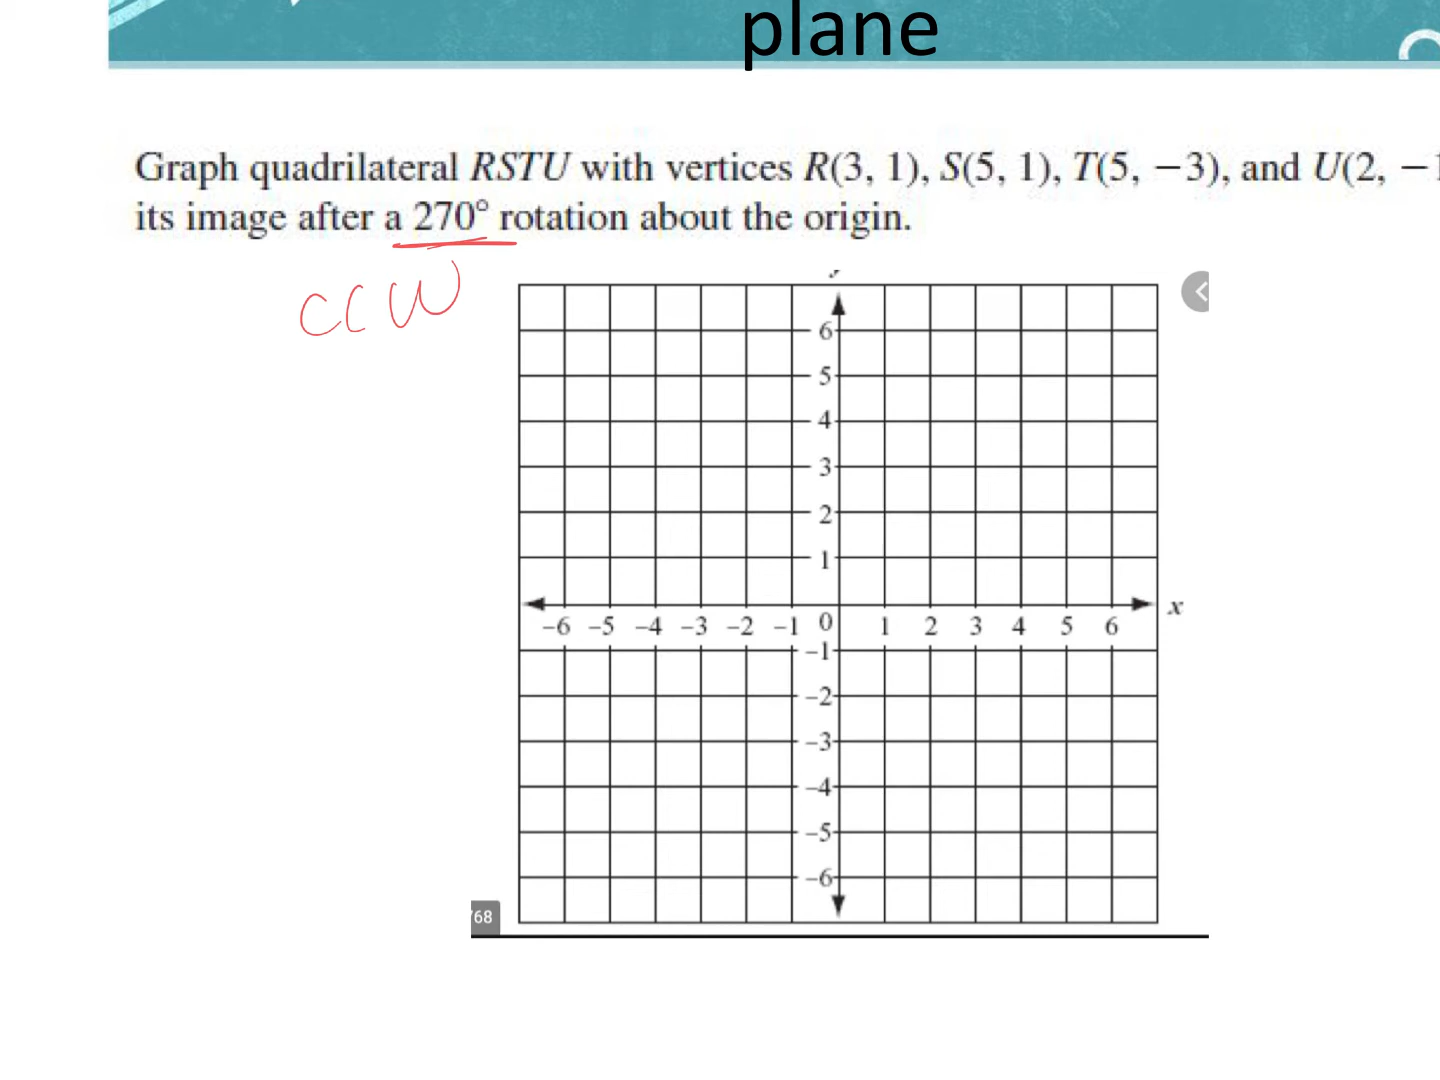 plane
Graph quadrilateral RSTU with vertices R(3, 1), S(5, 1), T(5, −3), and U(2, −1
its image after a 270° rotation about the origin.
CCW
6
5
4
3
2
1
x
−6 −5 −4 −3 −2 −1 0 1 2 3 4 5 6
−1
−2
−3
−4
−5
−6
68